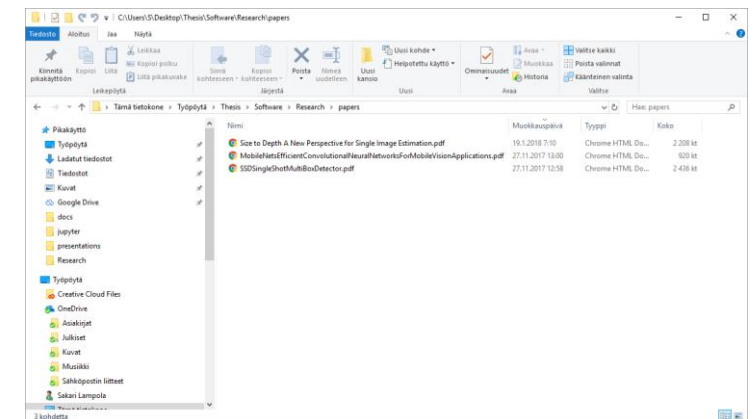 C:\Users\S\Desktop\Thesis\Software\Research\papers
Tiedosto Aloitus Jaa Näytä
Kiinnitä pikakäyttöön
Kopioi
Liitä
Leikkaa
Kopioi polku
Liitä pikakuvake
Leikepöytä
Siirrä kohteeseen
Kopioi kohteeseen
Poista
Nimeä uudelleen
Järjestä
Uusi kansio
Uusi kohde
Helpotettu käyttö
Uusi
Ominaisuudet
Avaa
Muokkaa
Historia
Avaa
Valitse kaikki
Poista valinnat
Käänteinen valinta
Valitse
Tämä tietokone > Työpöytä > Thesis > Software > Research > papers
Hae: papers
Nimi Muokkauspäivä Tyyppi Koko
Size to Depth A New Perspective for Single Image Estimation.pdf 19.1.2018 7:10 Chrome HTML Do... 2 208 kt
MobileNetsEfficientConvolutionalNeuralNetworksForMobileVisionApplications.pdf 27.11.2017 13:00 Chrome HTML Do... 920 kt
SSDSingleShotMultiBoxDetector.pdf 27.11.2017 12:58 Chrome HTML Do... 2 436 kt
Pikakäyttö
Työpöytä
Ladatut tiedostot
Tiedostot
Kuvat
Google Drive
docs
jupyter
presentations
Research
Työpöytä
Creative Cloud Files
OneDrive
Asiakirjat
Julkiset
Kuvat
Musiikki
Sähköpostin liitteet
Sakari Lampola
Tämä tietokone
3 kohdetta